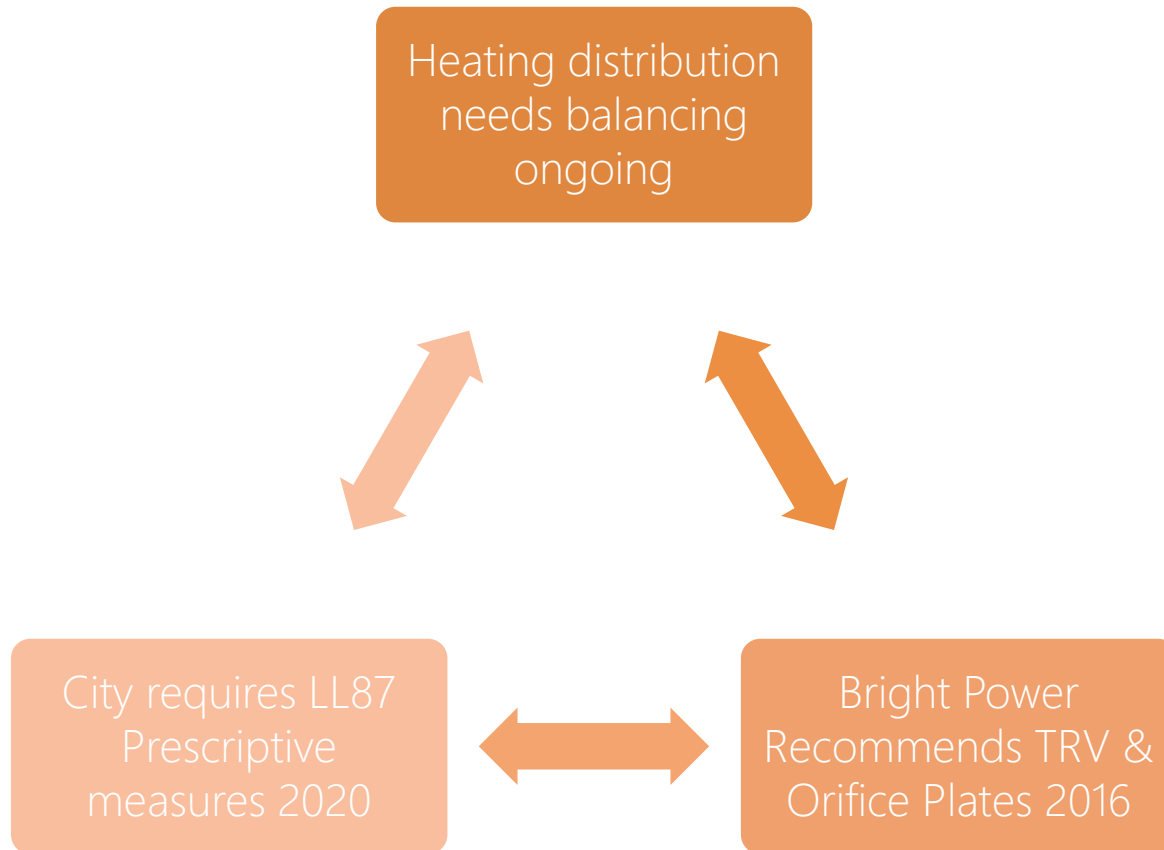 Heating distribution
needs balancing
ongoing
City requires LL87
Prescriptive
measures 2020
Bright Power
Recommends TRV &
Orifice Plates 2016